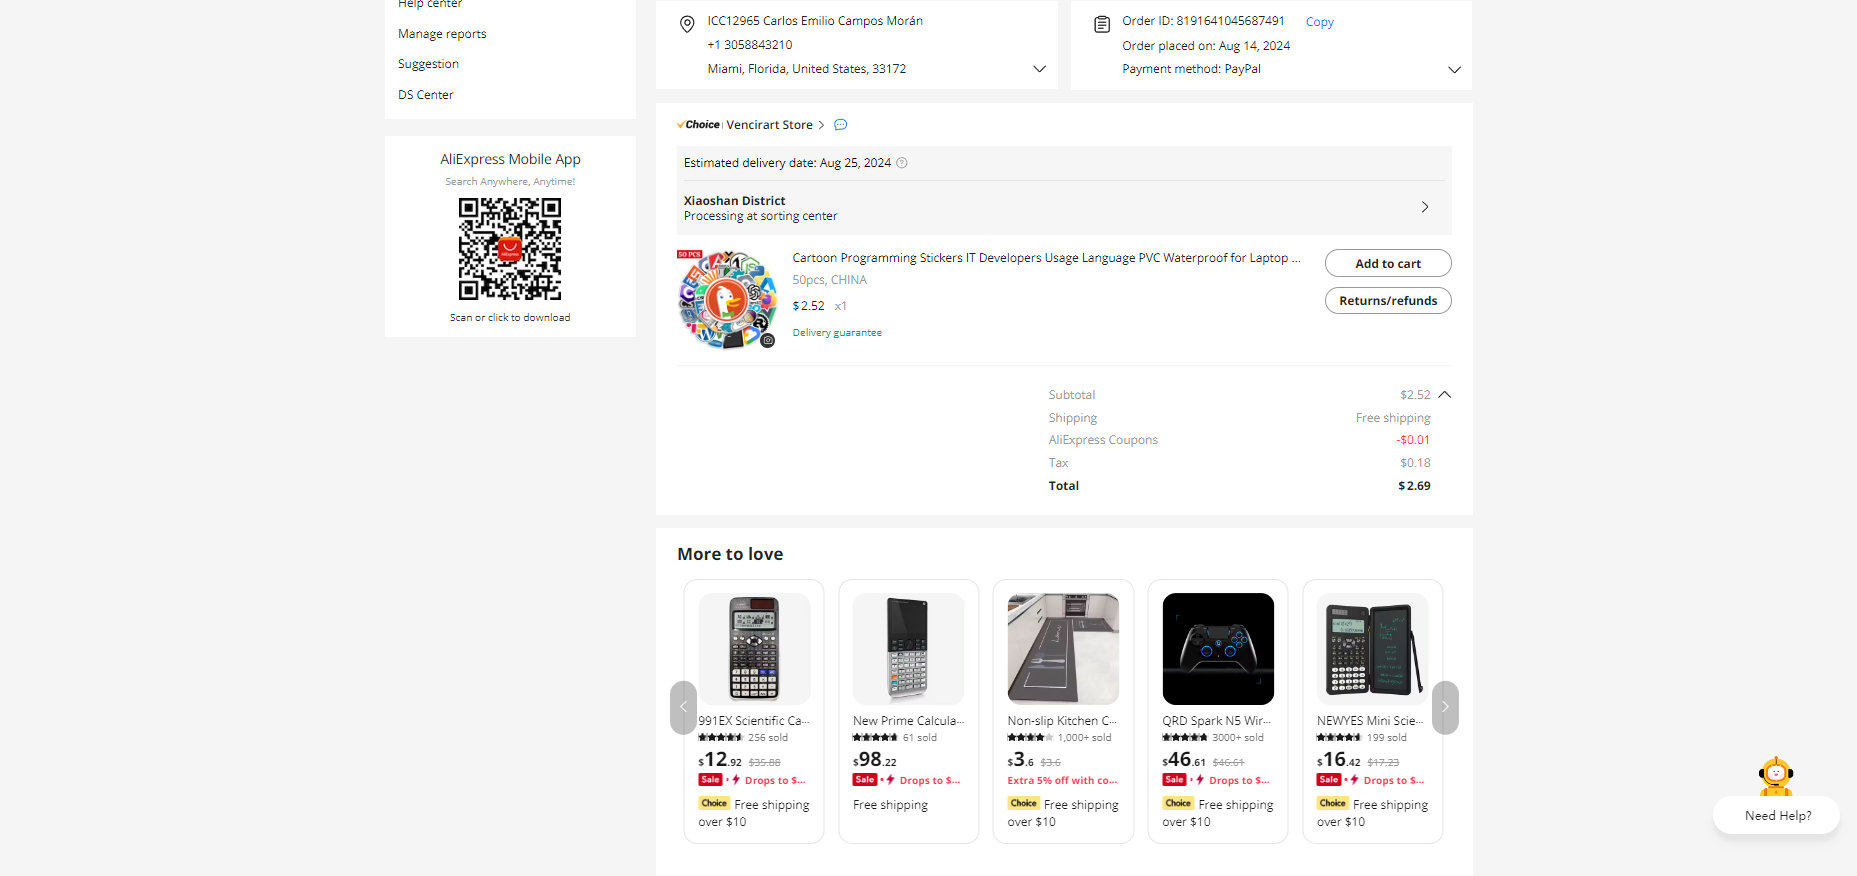 Help center
Manage reports
Suggestion
DS Center
AliExpress Mobile App
Search Anywhere, Anytime!
AliExpress
Scan or click to download
ICC12965 Carlos Emilio Campos Morán
+1 3058843210
Miami, Florida, United States, 33172
Order ID: 8191641045687491 Copy
Order placed on: Aug 14, 2024
Payment method: PayPal
Choice | Vencirart Store
Estimated delivery date: Aug 25, 2024
Xiaoshan District
Processing at sorting center
50 PCS
Cartoon Programming Stickers IT Developers Usage Language PVC Waterproof for Laptop ...
50pcs, CHINA
$2.52 x1
Delivery guarantee
Add to cart
Returns/refunds
Subtotal $2.52
Shipping Free shipping
AliExpress Coupons -$0.01
Tax $0.18
Total $2.69
More to love
991EX Scientific Ca...
256 sold
$12.92 $35.88
Sale Drops to $...
Choice Free shipping
over $10
New Prime Calcula...
61 sold
$98.22
Sale Drops to $...
Free shipping
Non-slip Kitchen C...
1,000+ sold
$3.6 $3.6
Extra 5% off with co...
Choice Free shipping
over $10
QRD Spark N5 Wir...
3000+ sold
$46.61 $46.61
Sale Drops to $...
Choice Free shipping
over $10
NEWYES Mini Scie...
199 sold
$16.42 $17.23
Sale Drops to $...
Choice Free shipping
over $10
Need Help?